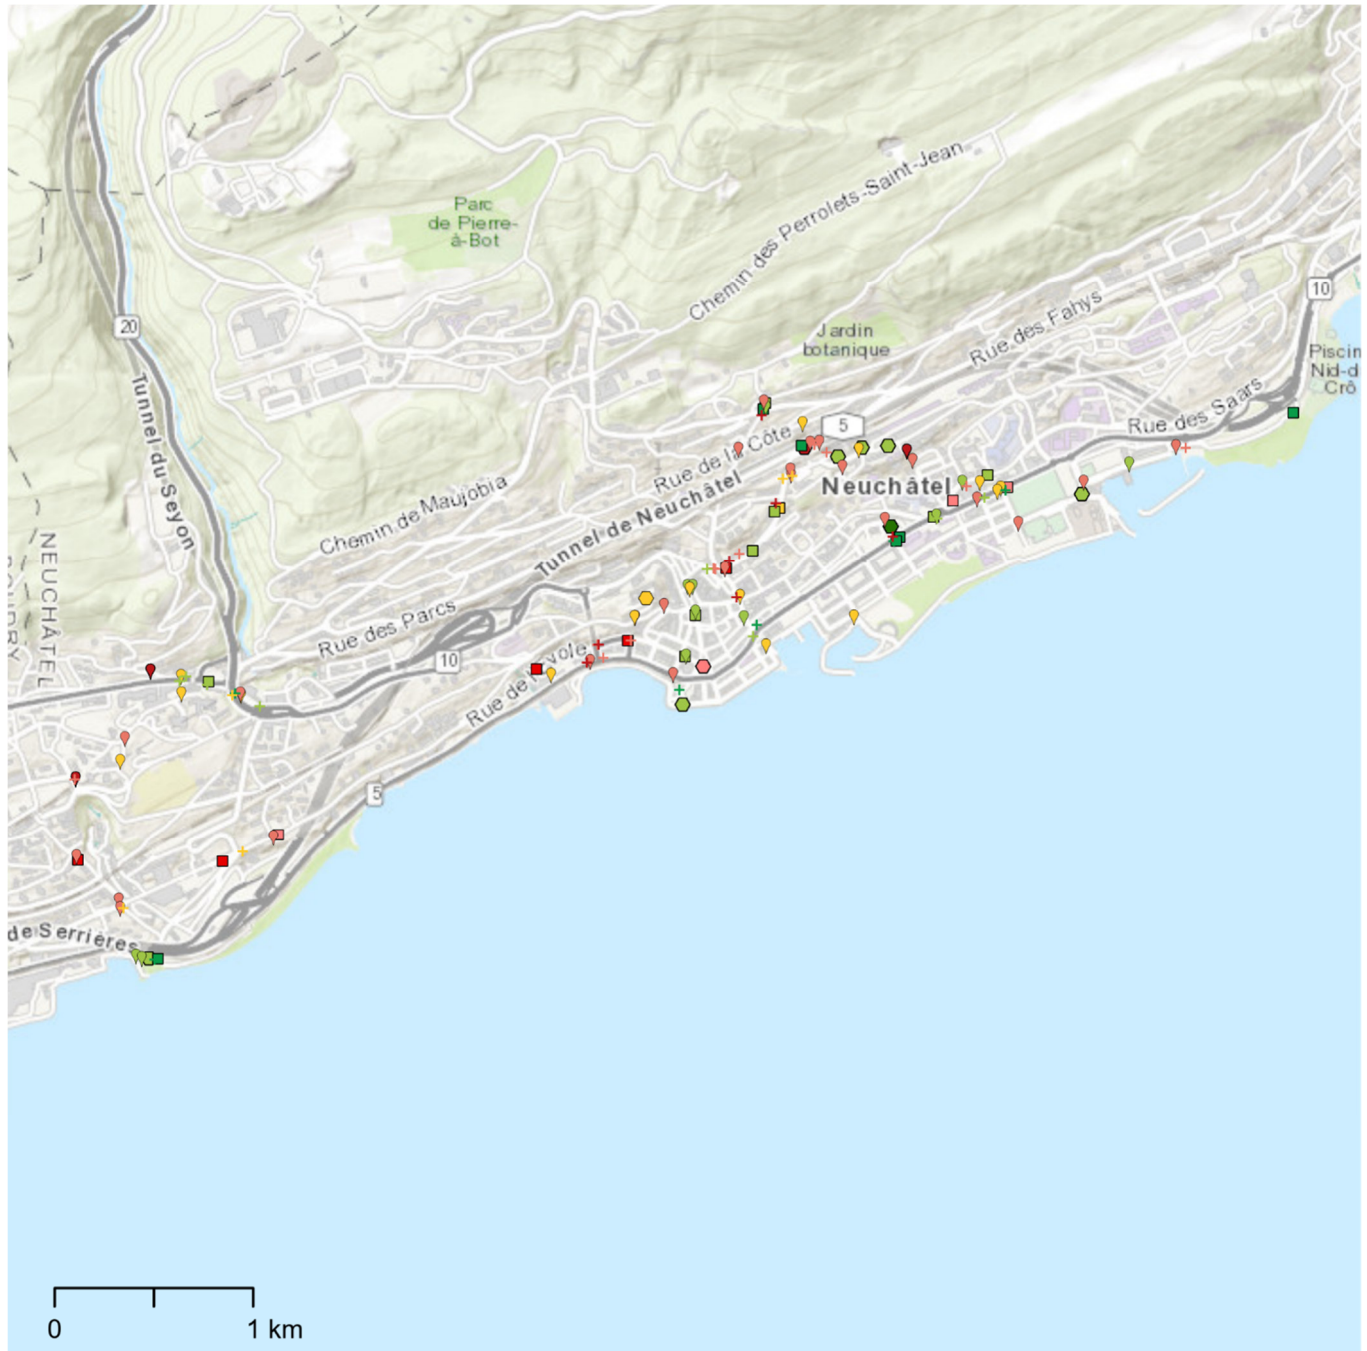 Parc
de Pierre-
à-Bot
Chemin des Perrolets-Saint-Jean
10
20
Jardin
botanique
Rue des Fahys
Piscin
Nid-d
Crô
Tunnel du Seyon
Rue des Saars
5
Rue de la Côte
Neuchâtel
Chemin de Maujobia
Tunnel de Neuchâtel
NEUCHÂTEL
BOUDRY
Rue des Parcs
10
Rue de
5
de Serrières
0
1 km